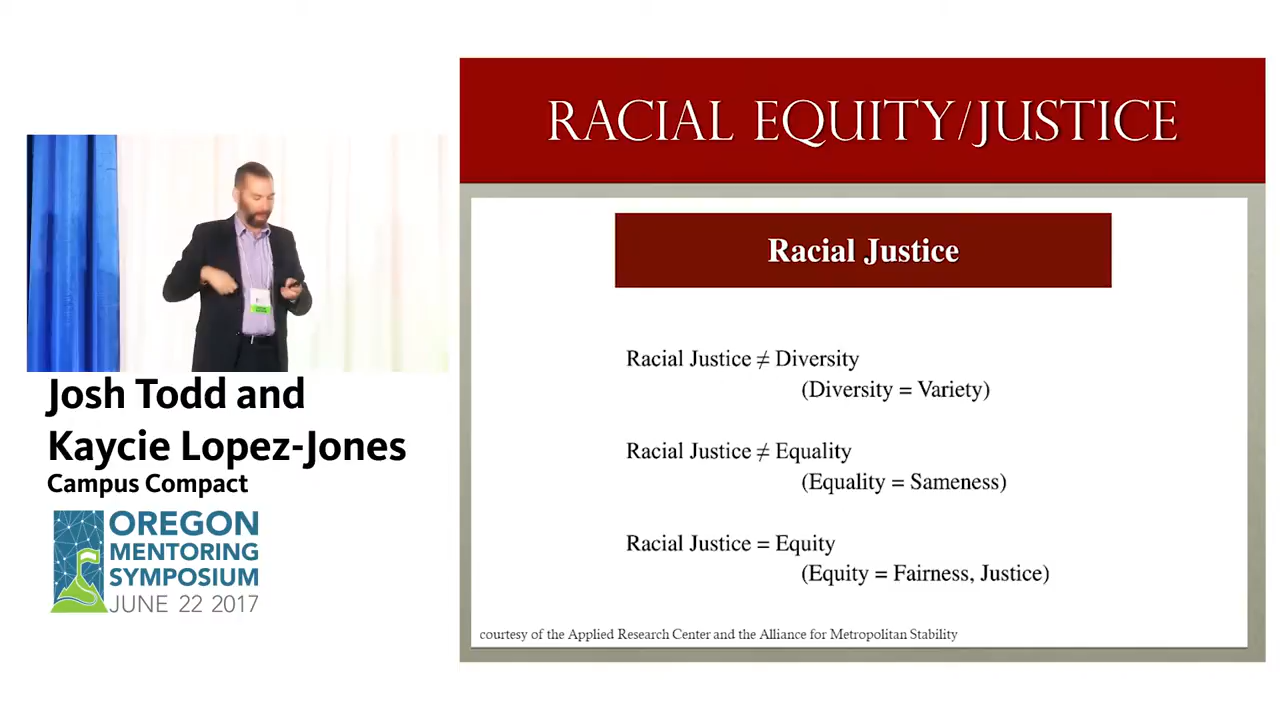 RACIAL EQUITY/JUSTICE
Racial Justice
Racial Justice ≠ Diversity
(Diversity = Variety)
Racial Justice ≠ Equality
(Equality = Sameness)
Racial Justice = Equity
(Equity = Fairness, Justice)
courtesy of the Applied Research Center and the Alliance for Metropolitan Stability
Josh Todd and
Kaycie Lopez-Jones
Campus Compact
OREGON
MENTORING
SYMPOSIUM
JUNE 22 2017